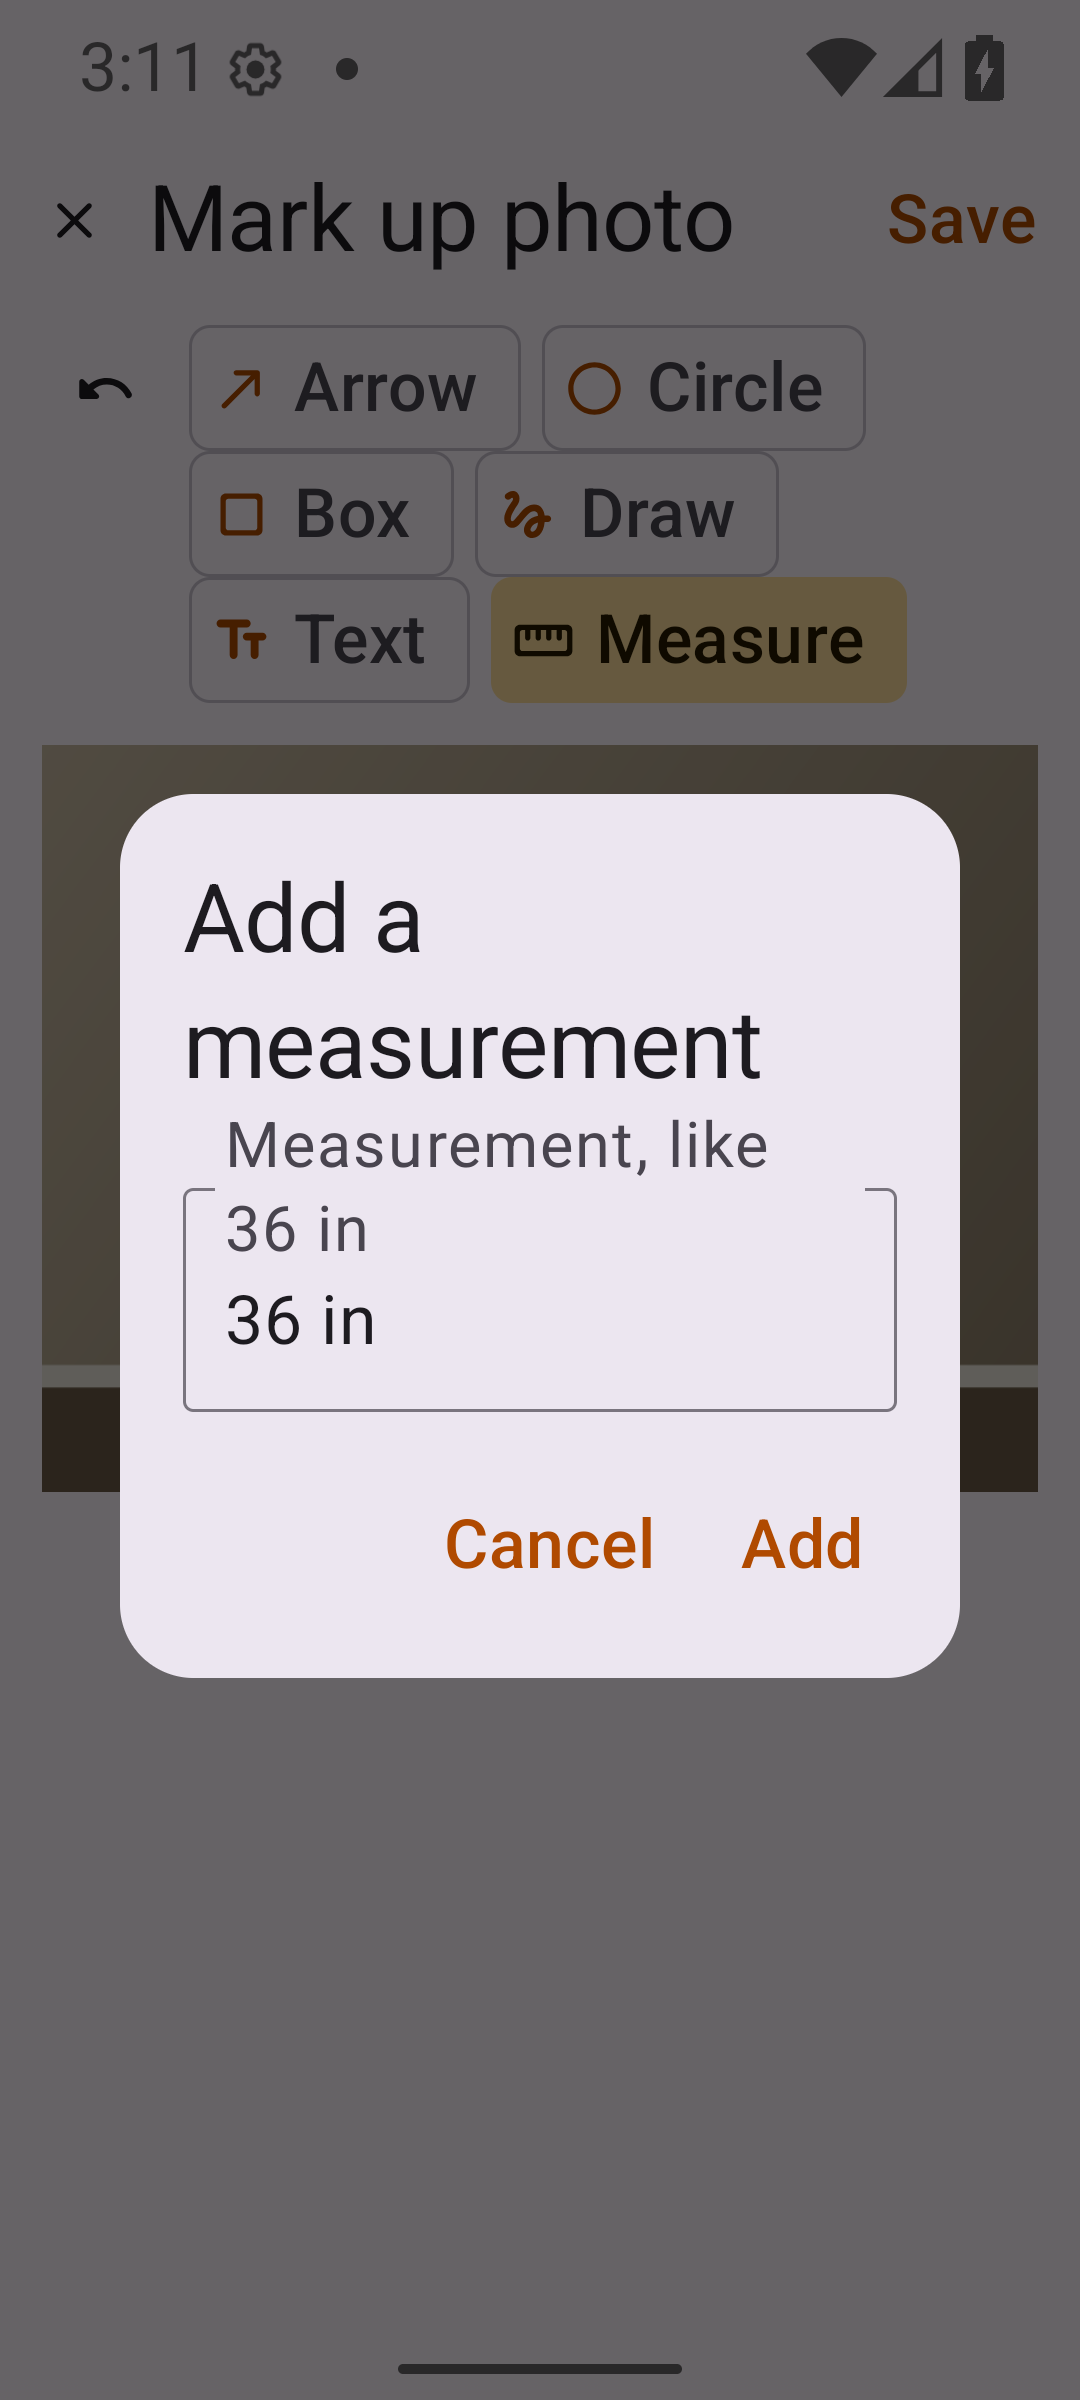 3:11
Mark up photo
Save
Arrow
Circle
Box
Draw
Text
Measure
Add a
measurement
Measurement, like
36 in
36 in
Cancel
Add